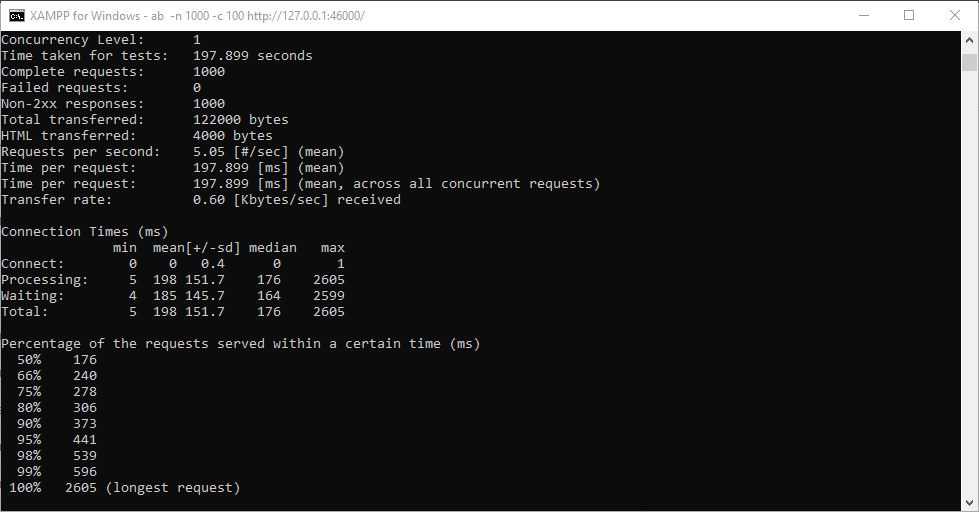 XAMPP for Windows - ab -n 1000 -c 100 http://127.0.0.1:46000/
Concurrency Level:      1
Time taken for tests:   197.899 seconds
Complete requests:      1000
Failed requests:        0
Non-2xx responses:      1000
Total transferred:      122000 bytes
HTML transferred:       4000 bytes
Requests per second:    5.05 [#/sec] (mean)
Time per request:       197.899 [ms] (mean)
Time per request:       197.899 [ms] (mean, across all concurrent requests)
Transfer rate:          0.60 [Kbytes/sec] received

Connection Times (ms)
              min  mean[+/-sd] median   max
Connect:        0    0   0.4      0       1
Processing:     5  198 151.7    176    2605
Waiting:        4  185 145.7    164    2599
Total:          5  198 151.7    176    2605

Percentage of the requests served within a certain time (ms)
  50%    176
  66%    240
  75%    278
  80%    306
  90%    373
  95%    441
  98%    539
  99%    596
 100%   2605 (longest request)